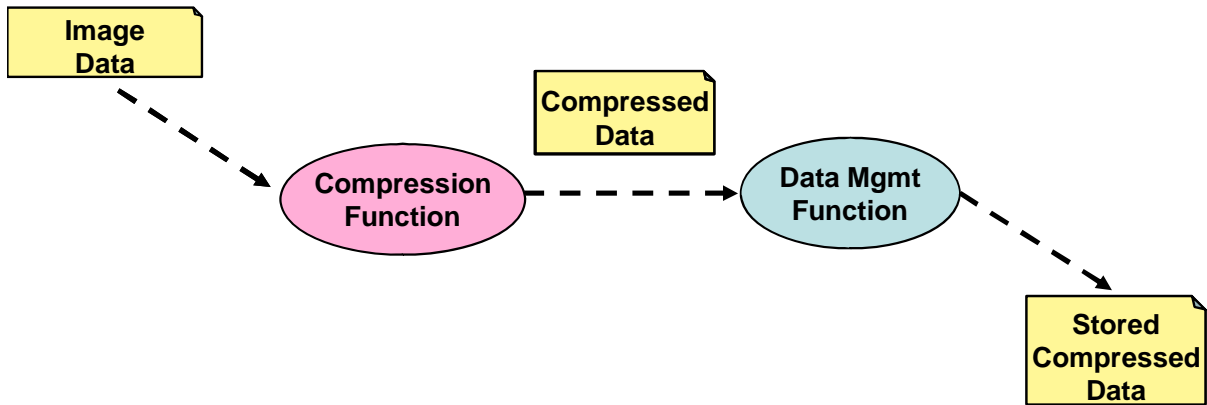 Image
Data
Compressed
Data
Compression
Function
Data Mgmt
Function
Stored
Compressed
Data